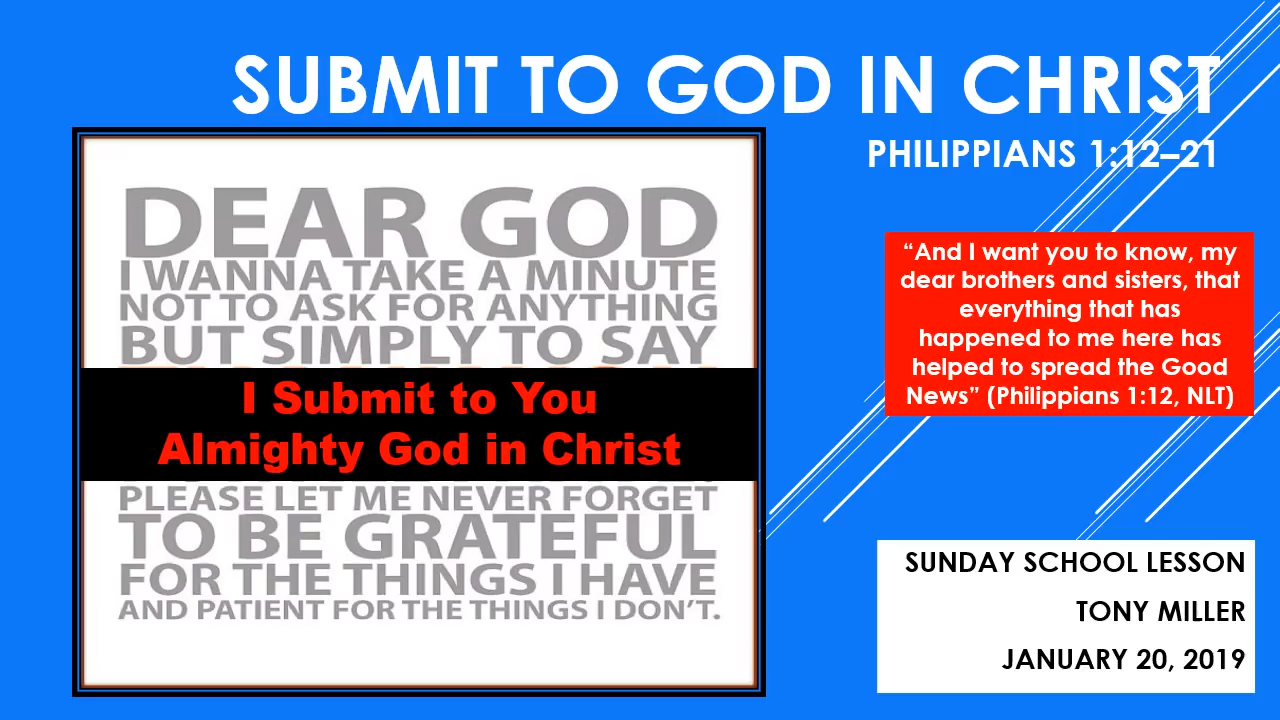 SUBMIT TO GOD IN CHRIST
PHILIPPIANS 1:12–21
DEAR GOD
I WANNA TAKE A MINUTE
NOT TO ASK FOR ANYTHING
BUT SIMPLY TO SAY
I Submit to You
Almighty God in Christ
PLEASE LET ME NEVER FORGET
TO BE GRATEFUL
FOR THE THINGS I HAVE
AND PATIENT FOR THE THINGS I DON'T.
“And I want you to know, my
dear brothers and sisters, that
everything that has
happened to me here has
helped to spread the Good
News” (Philippians 1:12, NLT)
SUNDAY SCHOOL LESSON
TONY MILLER
JANUARY 20, 2019